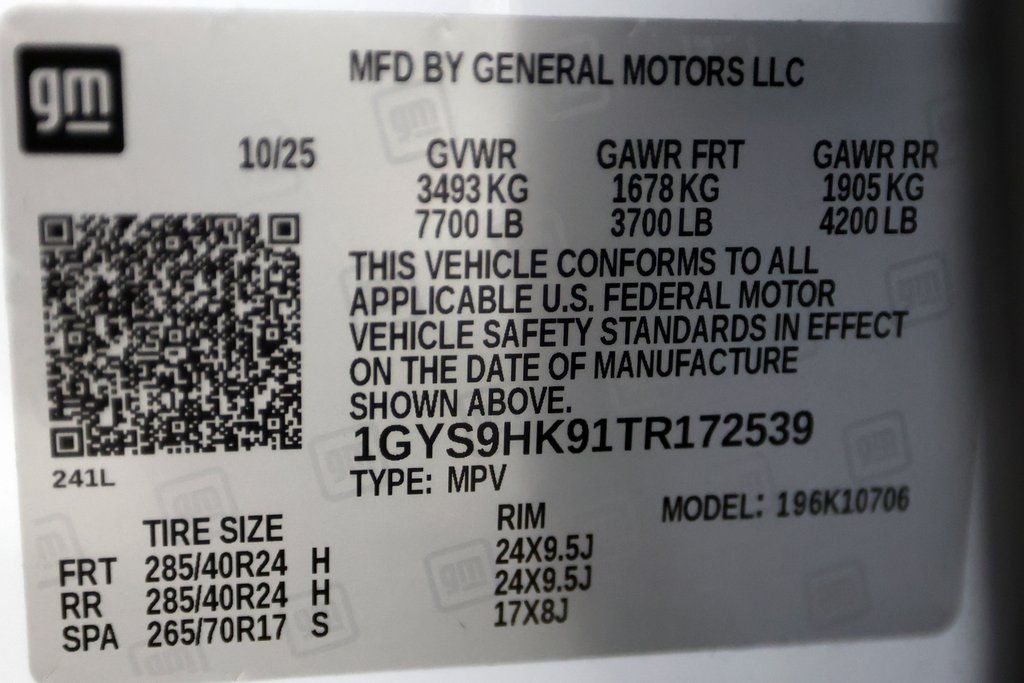 gm
MFD BY GENERAL MOTORS LLC
10/25
GVWR GAWR FRT GAWR RR
3493 KG 1678 KG 1905 KG
7700 LB 3700 LB 4200 LB
THIS VEHICLE CONFORMS TO ALL
APPLICABLE U.S. FEDERAL MOTOR
VEHICLE SAFETY STANDARDS IN EFFECT
ON THE DATE OF MANUFACTURE
SHOWN ABOVE.
1GYS9HK91TR172539
241L
TYPE: MPV
MODEL: 196K10706
TIRE SIZE RIM
FRT 285/40R24 H 24X9.5J
RR 285/40R24 H 24X9.5J
SPA 265/70R17 S 17X8J